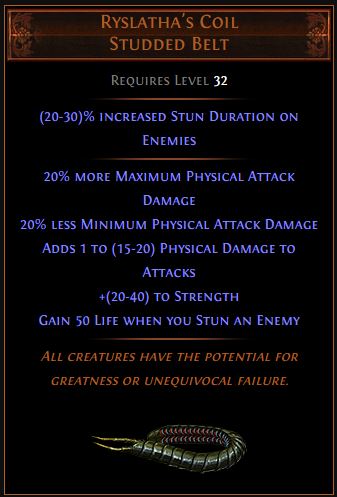 Ryslatha's Coil
Studded Belt
Requires Level 32
(20-30)% increased Stun Duration on
Enemies
20% more Maximum Physical Attack
Damage
20% less Minimum Physical Attack Damage
Adds 1 to (15-20) Physical Damage to
Attacks
+(20-40) to Strength
Gain 50 Life when you Stun an Enemy
All creatures have the potential for
greatness or unequivocal failure.